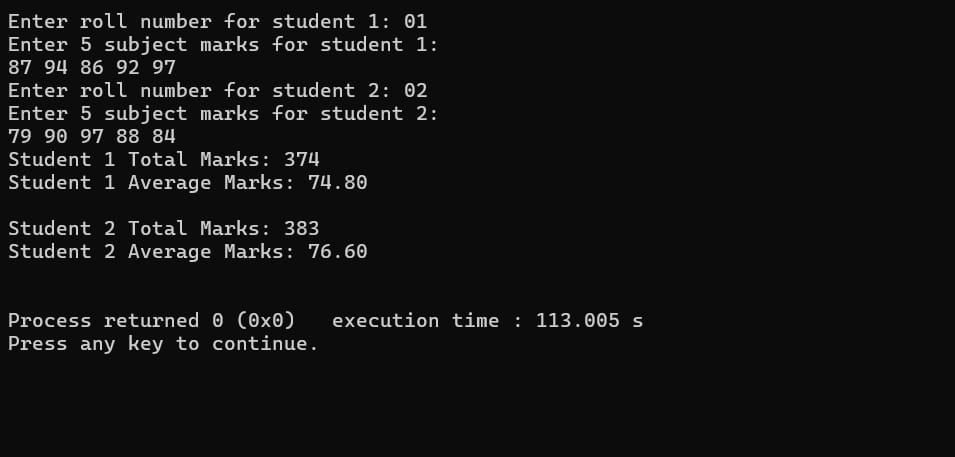 Enter roll number for student 1: 01
Enter 5 subject marks for student 1:
87 94 86 92 97
Enter roll number for student 2: 02
Enter 5 subject marks for student 2:
79 90 97 88 84
Student 1 Total Marks: 374
Student 1 Average Marks: 74.80
Student 2 Total Marks: 383
Student 2 Average Marks: 76.60
Process returned 0 (0x0)   execution time : 113.005 s
Press any key to continue.